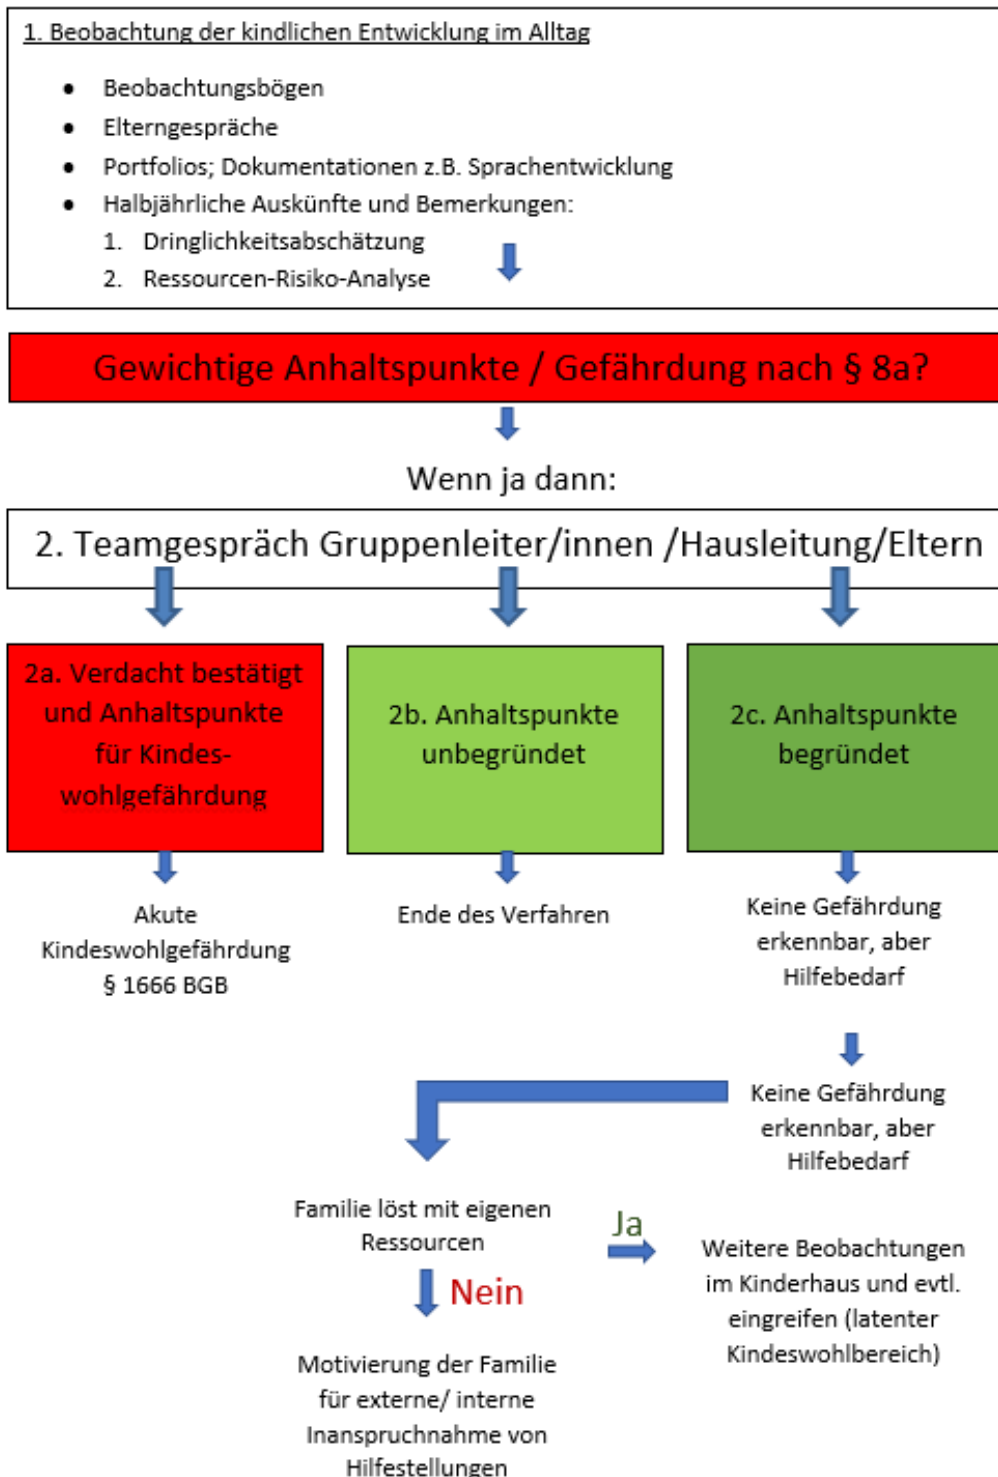 1. Beobachtung der kindlichen Entwicklung im Alltag
• Beobachtungsbögen
• Elterngespräche
• Portfolios; Dokumentationen z.B. Sprachentwicklung
• Halbjährliche Auskünfte und Bemerkungen:
1. Dringlichkeitsabschätzung
2. Ressourcen-Risiko-Analyse
Gewichtige Anhaltspunkte / Gefährdung nach § 8a?
Wenn ja dann:
2. Teamgespräch Gruppenleiter/innen /Hausleitung/Eltern
2a. Verdacht bestätigt
und Anhaltspunkte
für Kindes-
wohlgefährdung
2b. Anhaltspunkte
unbegründet
2c. Anhaltspunkte
begründet
Akute
Kindeswohlgefährdung
§ 1666 BGB
Ende des Verfahren
Keine Gefährdung
erkennbar, aber
Hilfebedarf
Keine Gefährdung
erkennbar, aber
Hilfebedarf
Familie löst mit eigenen
Ressourcen
Ja
Weitere Beobachtungen
im Kinderhaus und evtl.
eingreifen (latenter
Kindeswohlbereich)
Nein
Motivierung der Familie
für externe/ interne
Inanspruchnahme von
Hilfestellungen